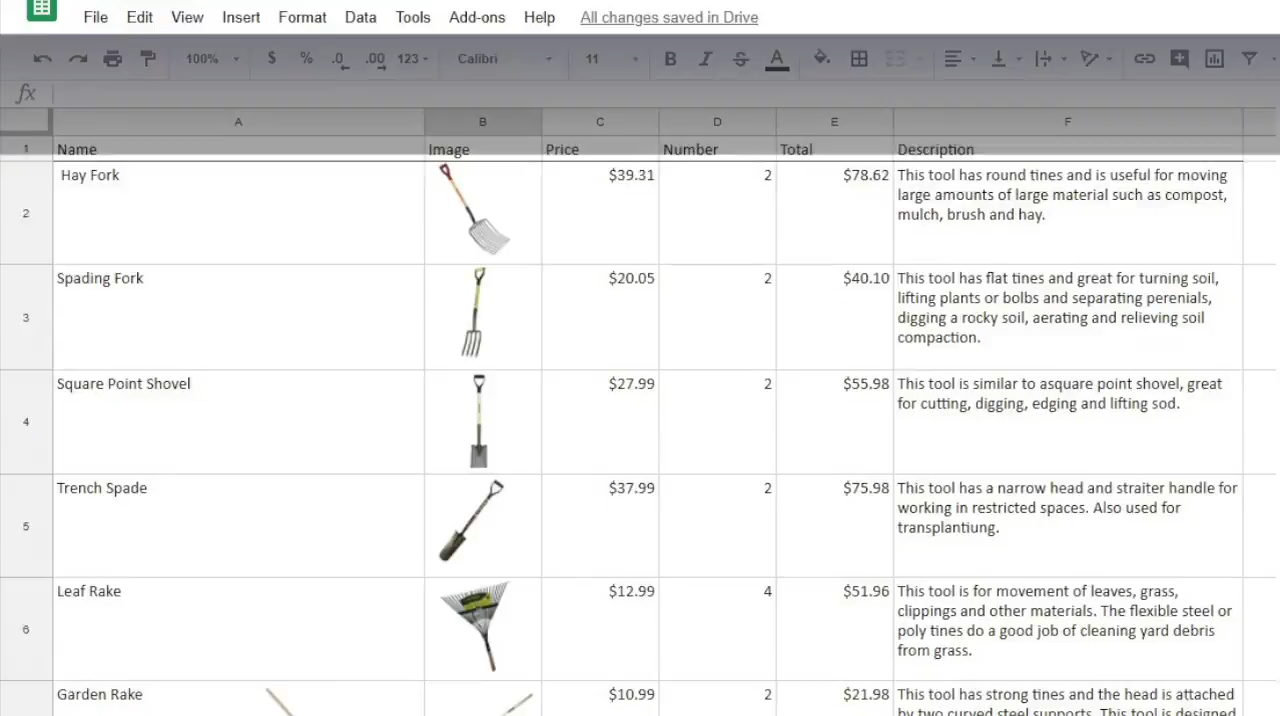 File Edit View Insert Format Data Tools Add-ons Help All changes saved in Drive
100% $ % .0 .00 123 Calibri 11 B I S A
fx
A B C D E F
1 Name Image Price Number Total Description
2 Hay Fork $39.31 2 $78.62 This tool has round tines and is useful for moving
large amounts of large material such as compost,
mulch, brush and hay.
3 Spading Fork $20.05 2 $40.10 This tool has flat tines and great for turning soil,
lifting plants or bolbs and separating perenials,
digging a rocky soil, aerating and relieving soil
compaction.
4 Square Point Shovel $27.99 2 $55.98 This tool is similar to asquare point shovel, great
for cutting, digging, edging and lifting sod.
5 Trench Spade $37.99 2 $75.98 This tool has a narrow head and straiter handle for
working in restricted spaces. Also used for
transplantiung.
6 Leaf Rake $12.99 4 $51.96 This tool is for movement of leaves, grass,
clippings and other materials. The flexible steel or
poly tines do a good job of cleaning yard debris
from grass.
Garden Rake $10.99 2 $21.98 This tool has strong tines and the head is attached
by two curved steel supports. This tool is designed